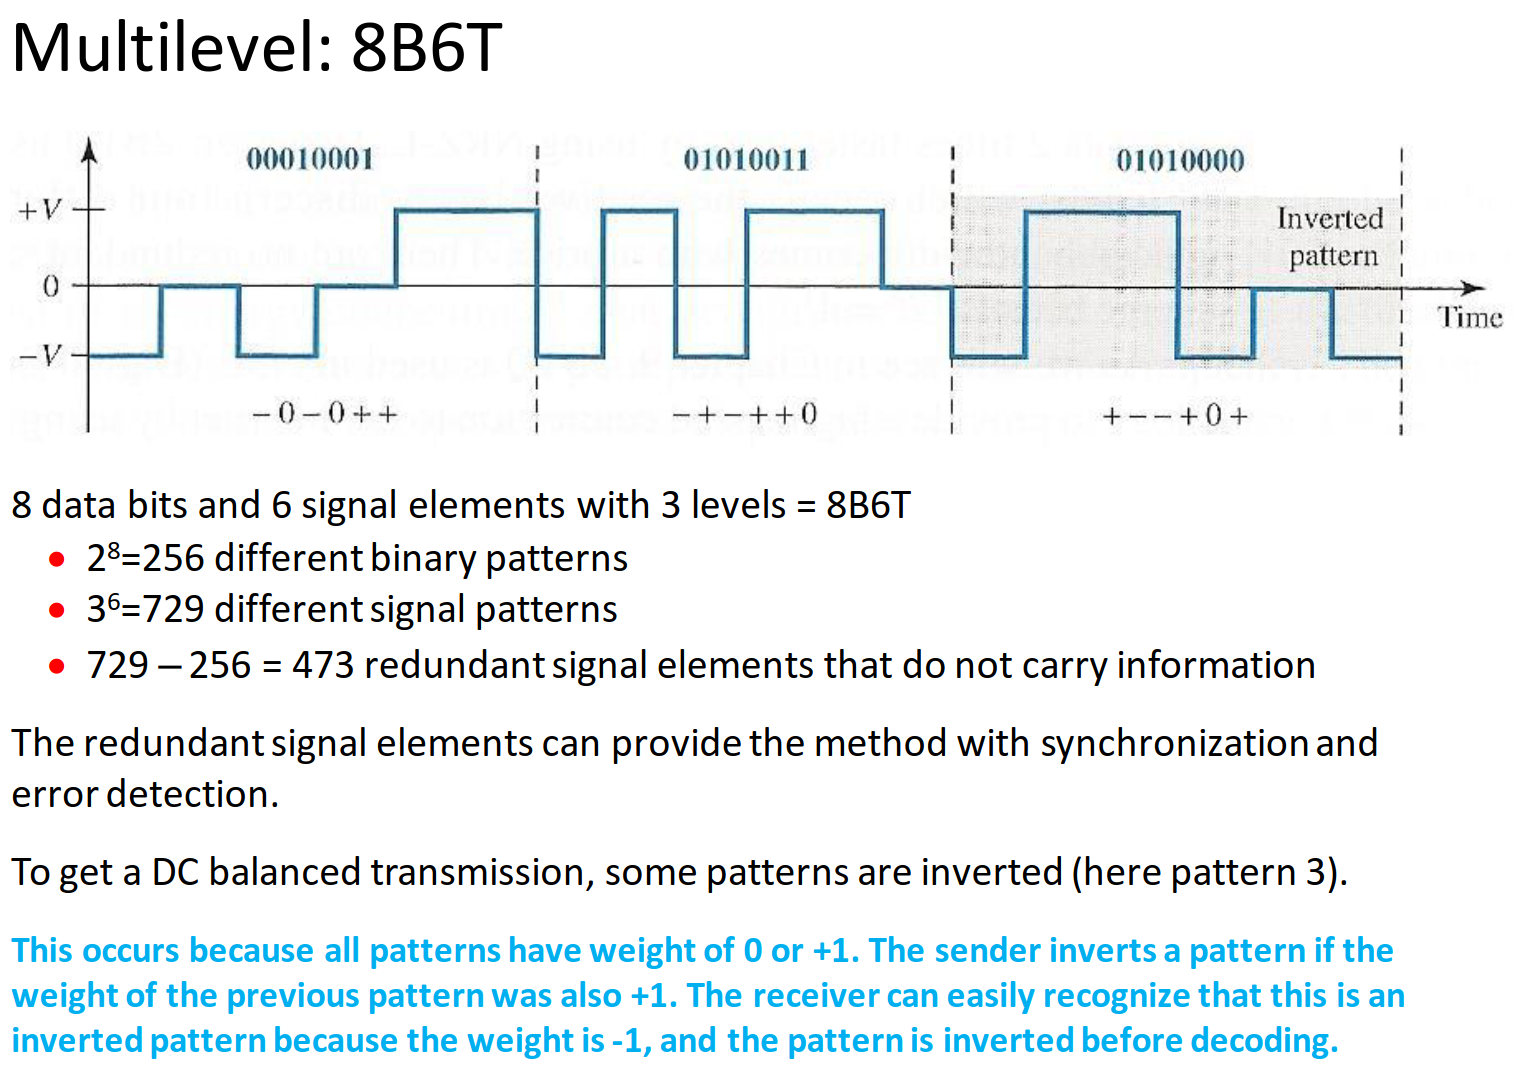 Multilevel: 8B6T
00010001 01010011 01010000
+V
Inverted
pattern
0
Time
−V
− 0 − 0 + + − + − + + 0 + − − + 0 +
8 data bits and 6 signal elements with 3 levels = 8B6T
• 2⁸=256 different binary patterns
• 3⁶=729 different signal patterns
• 729 – 256 = 473 redundant signal elements that do not carry information
The redundant signal elements can provide the method with synchronization and
error detection.
To get a DC balanced transmission, some patterns are inverted (here pattern 3).
This occurs because all patterns have weight of 0 or +1. The sender inverts a pattern if the
weight of the previous pattern was also +1. The receiver can easily recognize that this is an
inverted pattern because the weight is -1, and the pattern is inverted before decoding.